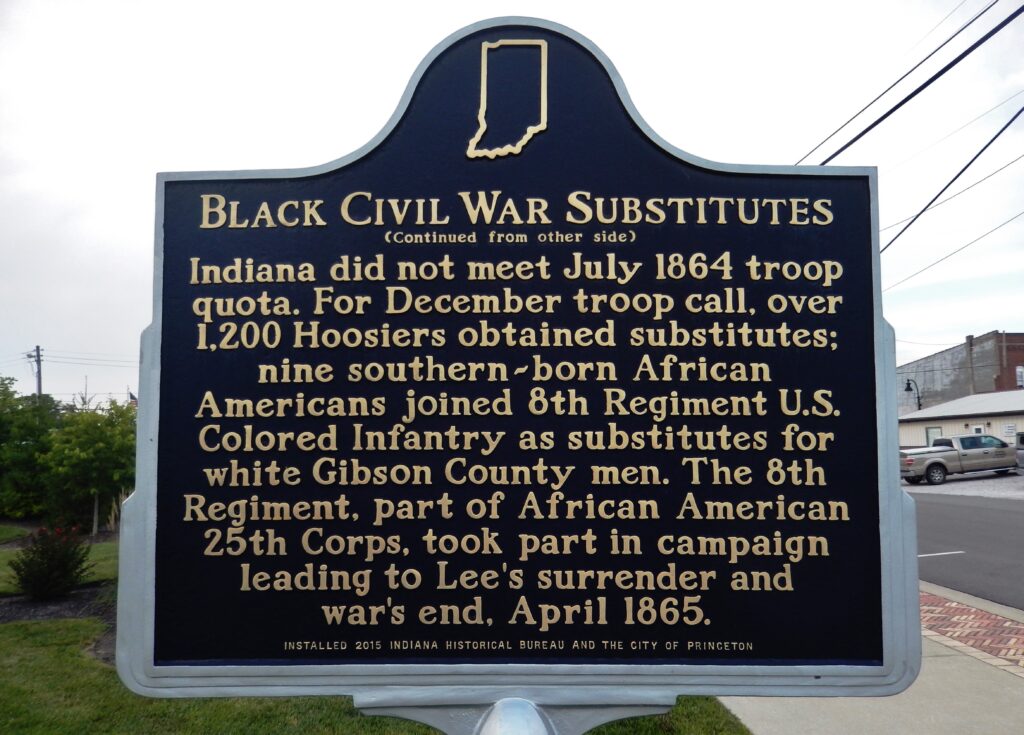 BLACK CIVIL WAR SUBSTITUTES
(Continued from other side)
Indiana did not meet July 1864 troop
quota. For December troop call, over
1,200 Hoosiers obtained substitutes;
nine southern-born African
Americans joined 8th Regiment U.S.
Colored Infantry as substitutes for
white Gibson County men. The 8th
Regiment, part of African American
25th Corps, took part in campaign
leading to Lee's surrender and
war's end, April 1865.
INSTALLED 2015 INDIANA HISTORICAL BUREAU AND THE CITY OF PRINCETON